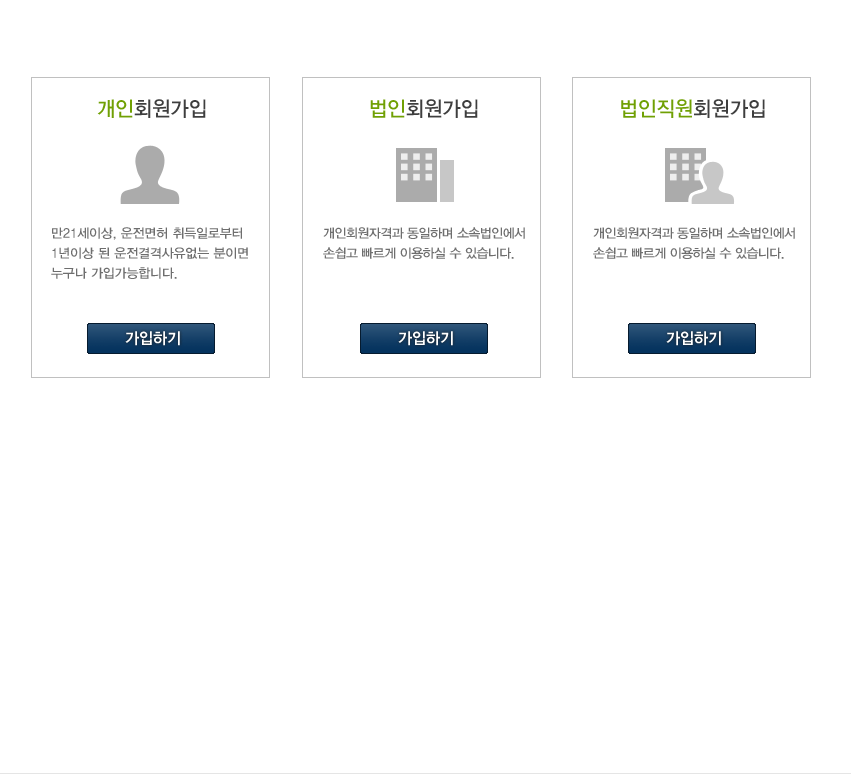 개인회원가입
만21세이상, 운전면허 취득일로부터
1년이상 된 운전결격사유없는 분이면
누구나 가입가능합니다.
가입하기
법인회원가입
개인회원자격과 동일하며 소속법인에서
손쉽고 빠르게 이용하실 수 있습니다.
가입하기
법인직원회원가입
개인회원자격과 동일하며 소속법인에서
손쉽고 빠르게 이용하실 수 있습니다.
가입하기